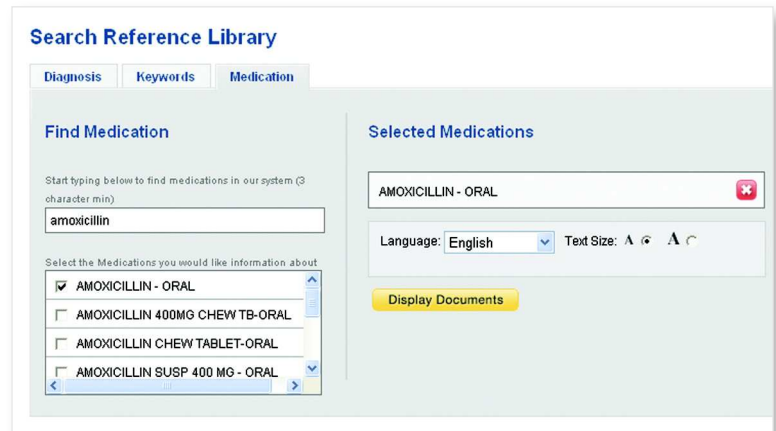 Search Reference Library
Diagnosis Keywords Medication
Find Medication
Start typing below to find medications in our system (3
character min)
amoxicillin
Select the Medications you would like information about
AMOXICILLIN - ORAL
AMOXICILLIN 400MG CHEW TB-ORAL
AMOXICILLIN CHEW TABLET-ORAL
AMOXICILLIN SUSP 400 MG - ORAL
Selected Medications
AMOXICILLIN - ORAL
Language: English Text Size: A A
Display Documents